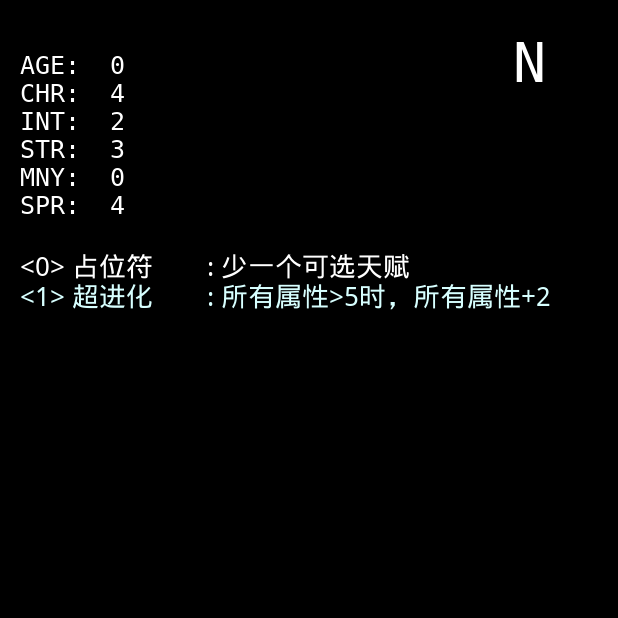 N
AGE: 0
CHR: 4
INT: 2
STR: 3
MNY: 0
SPR: 4
<0> 占位符 :少一个可选天赋
<1> 超进化 :所有属性>5时，所有属性+2